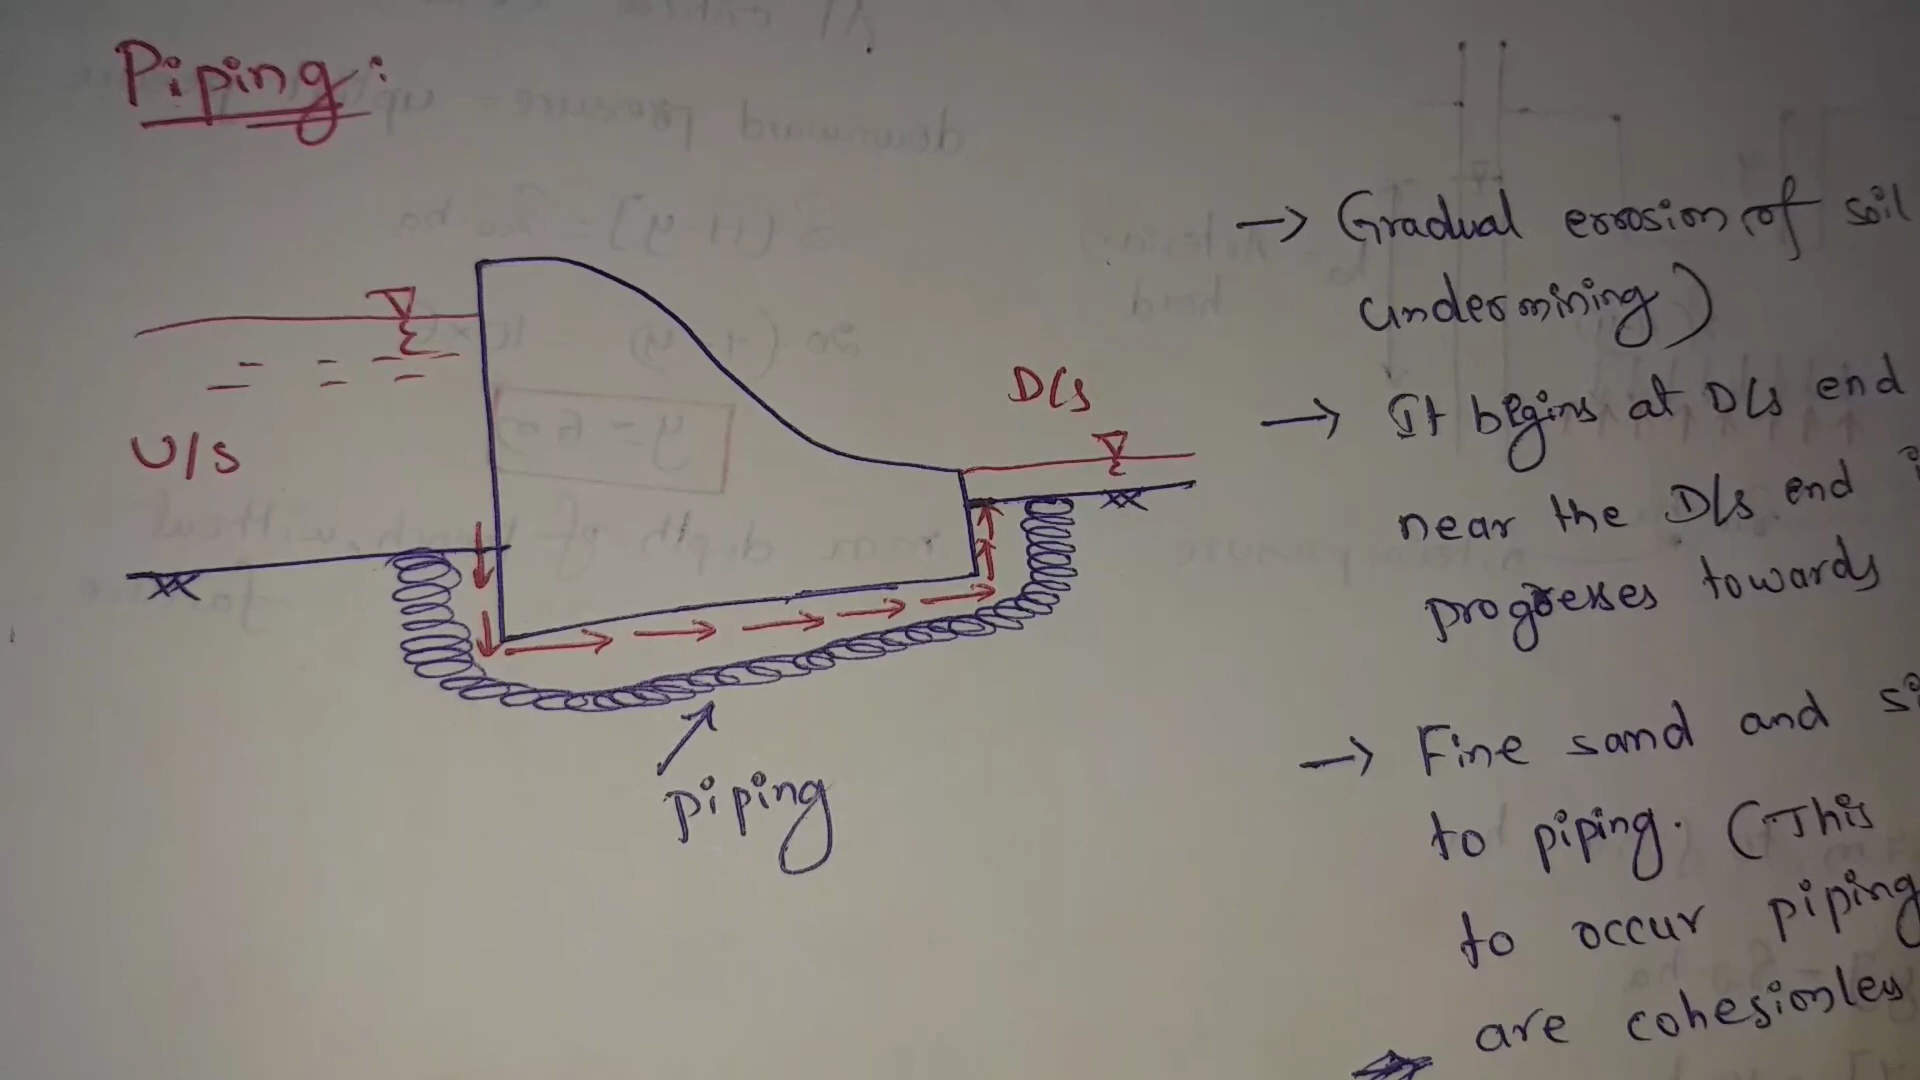 Piping:
U/S
D/s
piping
→ Gradual errosion of soil
undermining)
→ It begins at D/s end
near the D/s end
progresses towards
→ Fine sand and
to piping. (This
to occur piping
are cohesionless